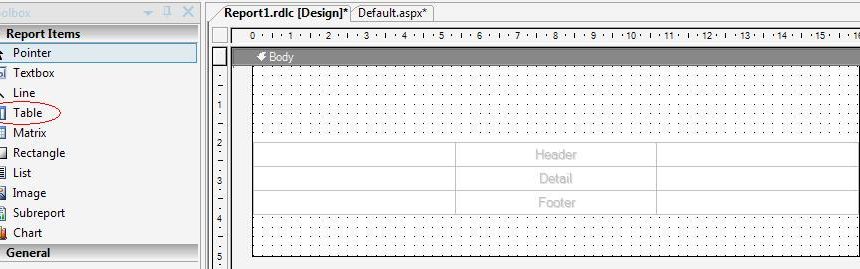 Report Items
Pointer
Textbox
Line
Table
Matrix
Rectangle
List
Image
Subreport
Chart
General
Report1.rdlc [Design]* Default.aspx*
0 1 2 3 4 5 6 7 8 9 10 11 12 13 14 15
Body
1
2
3
4
5
Header
Detail
Footer